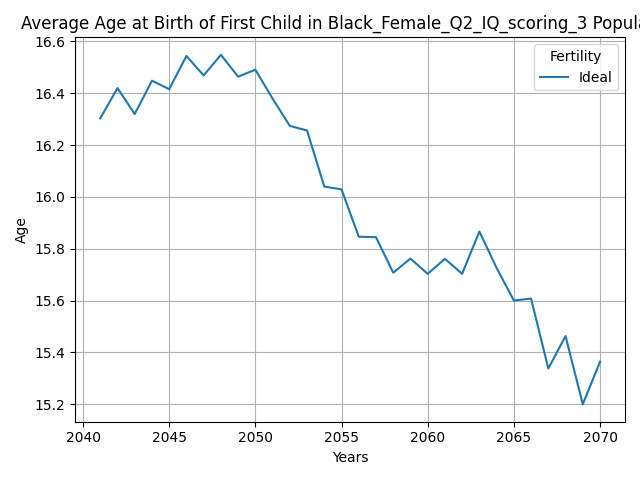 Average Age at Birth of First Child in Black_Female_Q2_IQ_scoring_3
16.6
16.4
16.2
16.0
15.8
15.6
15.4
15.2
Age
Fertility
Ideal
2040 2045 2050 2055 2060 2065 2070
Years